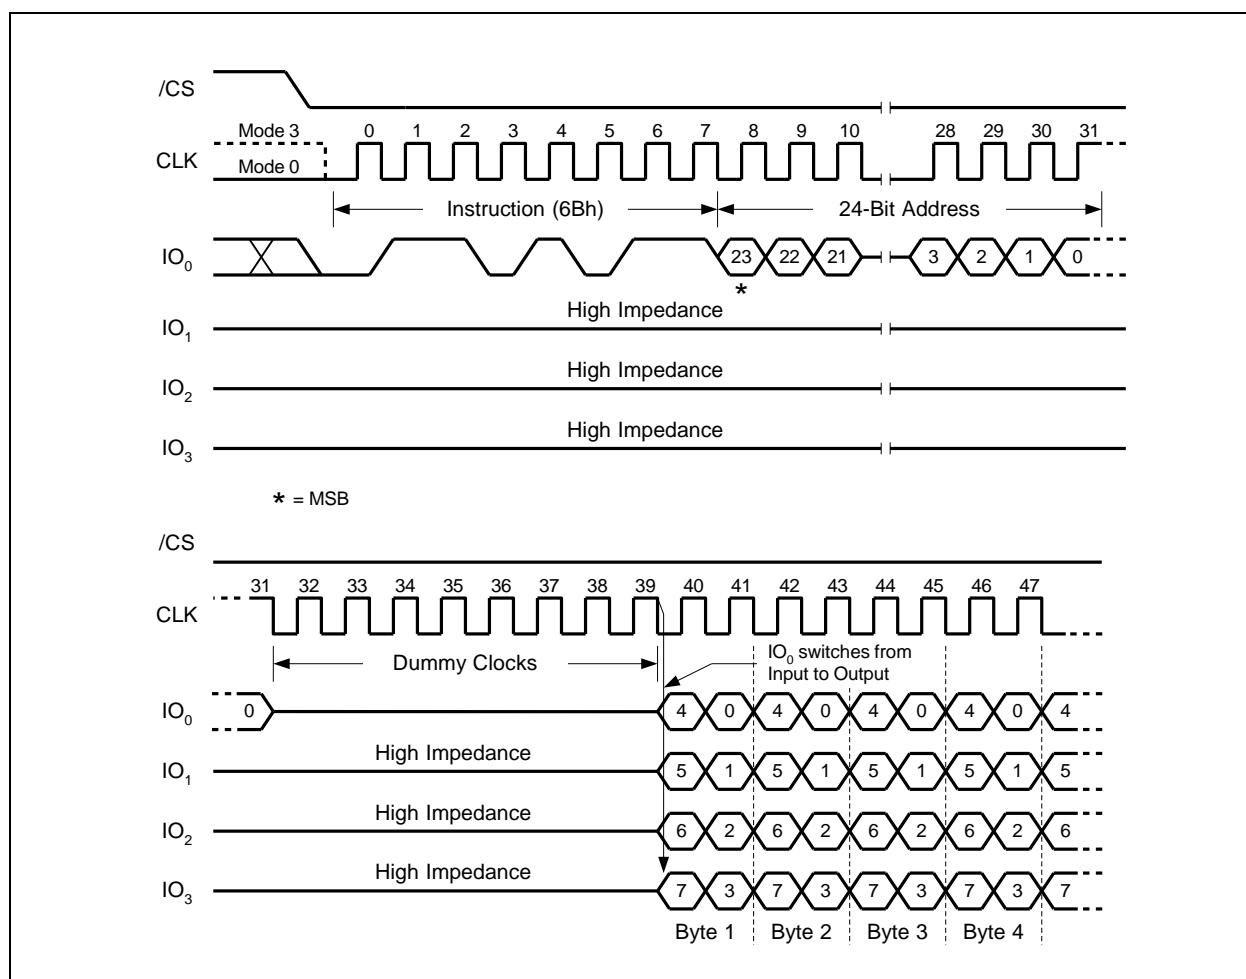 /CS
Mode 3 0 1 2 3 4 5 6 7 8 9 10 28 29 30 31
CLK
Mode 0
Instruction (6Bh) 24-Bit Address
IO0 23 22 21 3 2 1 0
*
High Impedance
IO1
High Impedance
IO2
High Impedance
IO3
* = MSB
/CS
31 32 33 34 35 36 37 38 39 40 41 42 43 44 45 46 47
CLK
Dummy Clocks
IO0 switches from
Input to Output
IO0 0 4 0 4 0 4 0 4 0 4
High Impedance
IO1 5 1 5 1 5 1 5 1 5
High Impedance
IO2 6 2 6 2 6 2 6 2 6
High Impedance
IO3 7 3 7 3 7 3 7 3 7
Byte 1 Byte 2 Byte 3 Byte 4